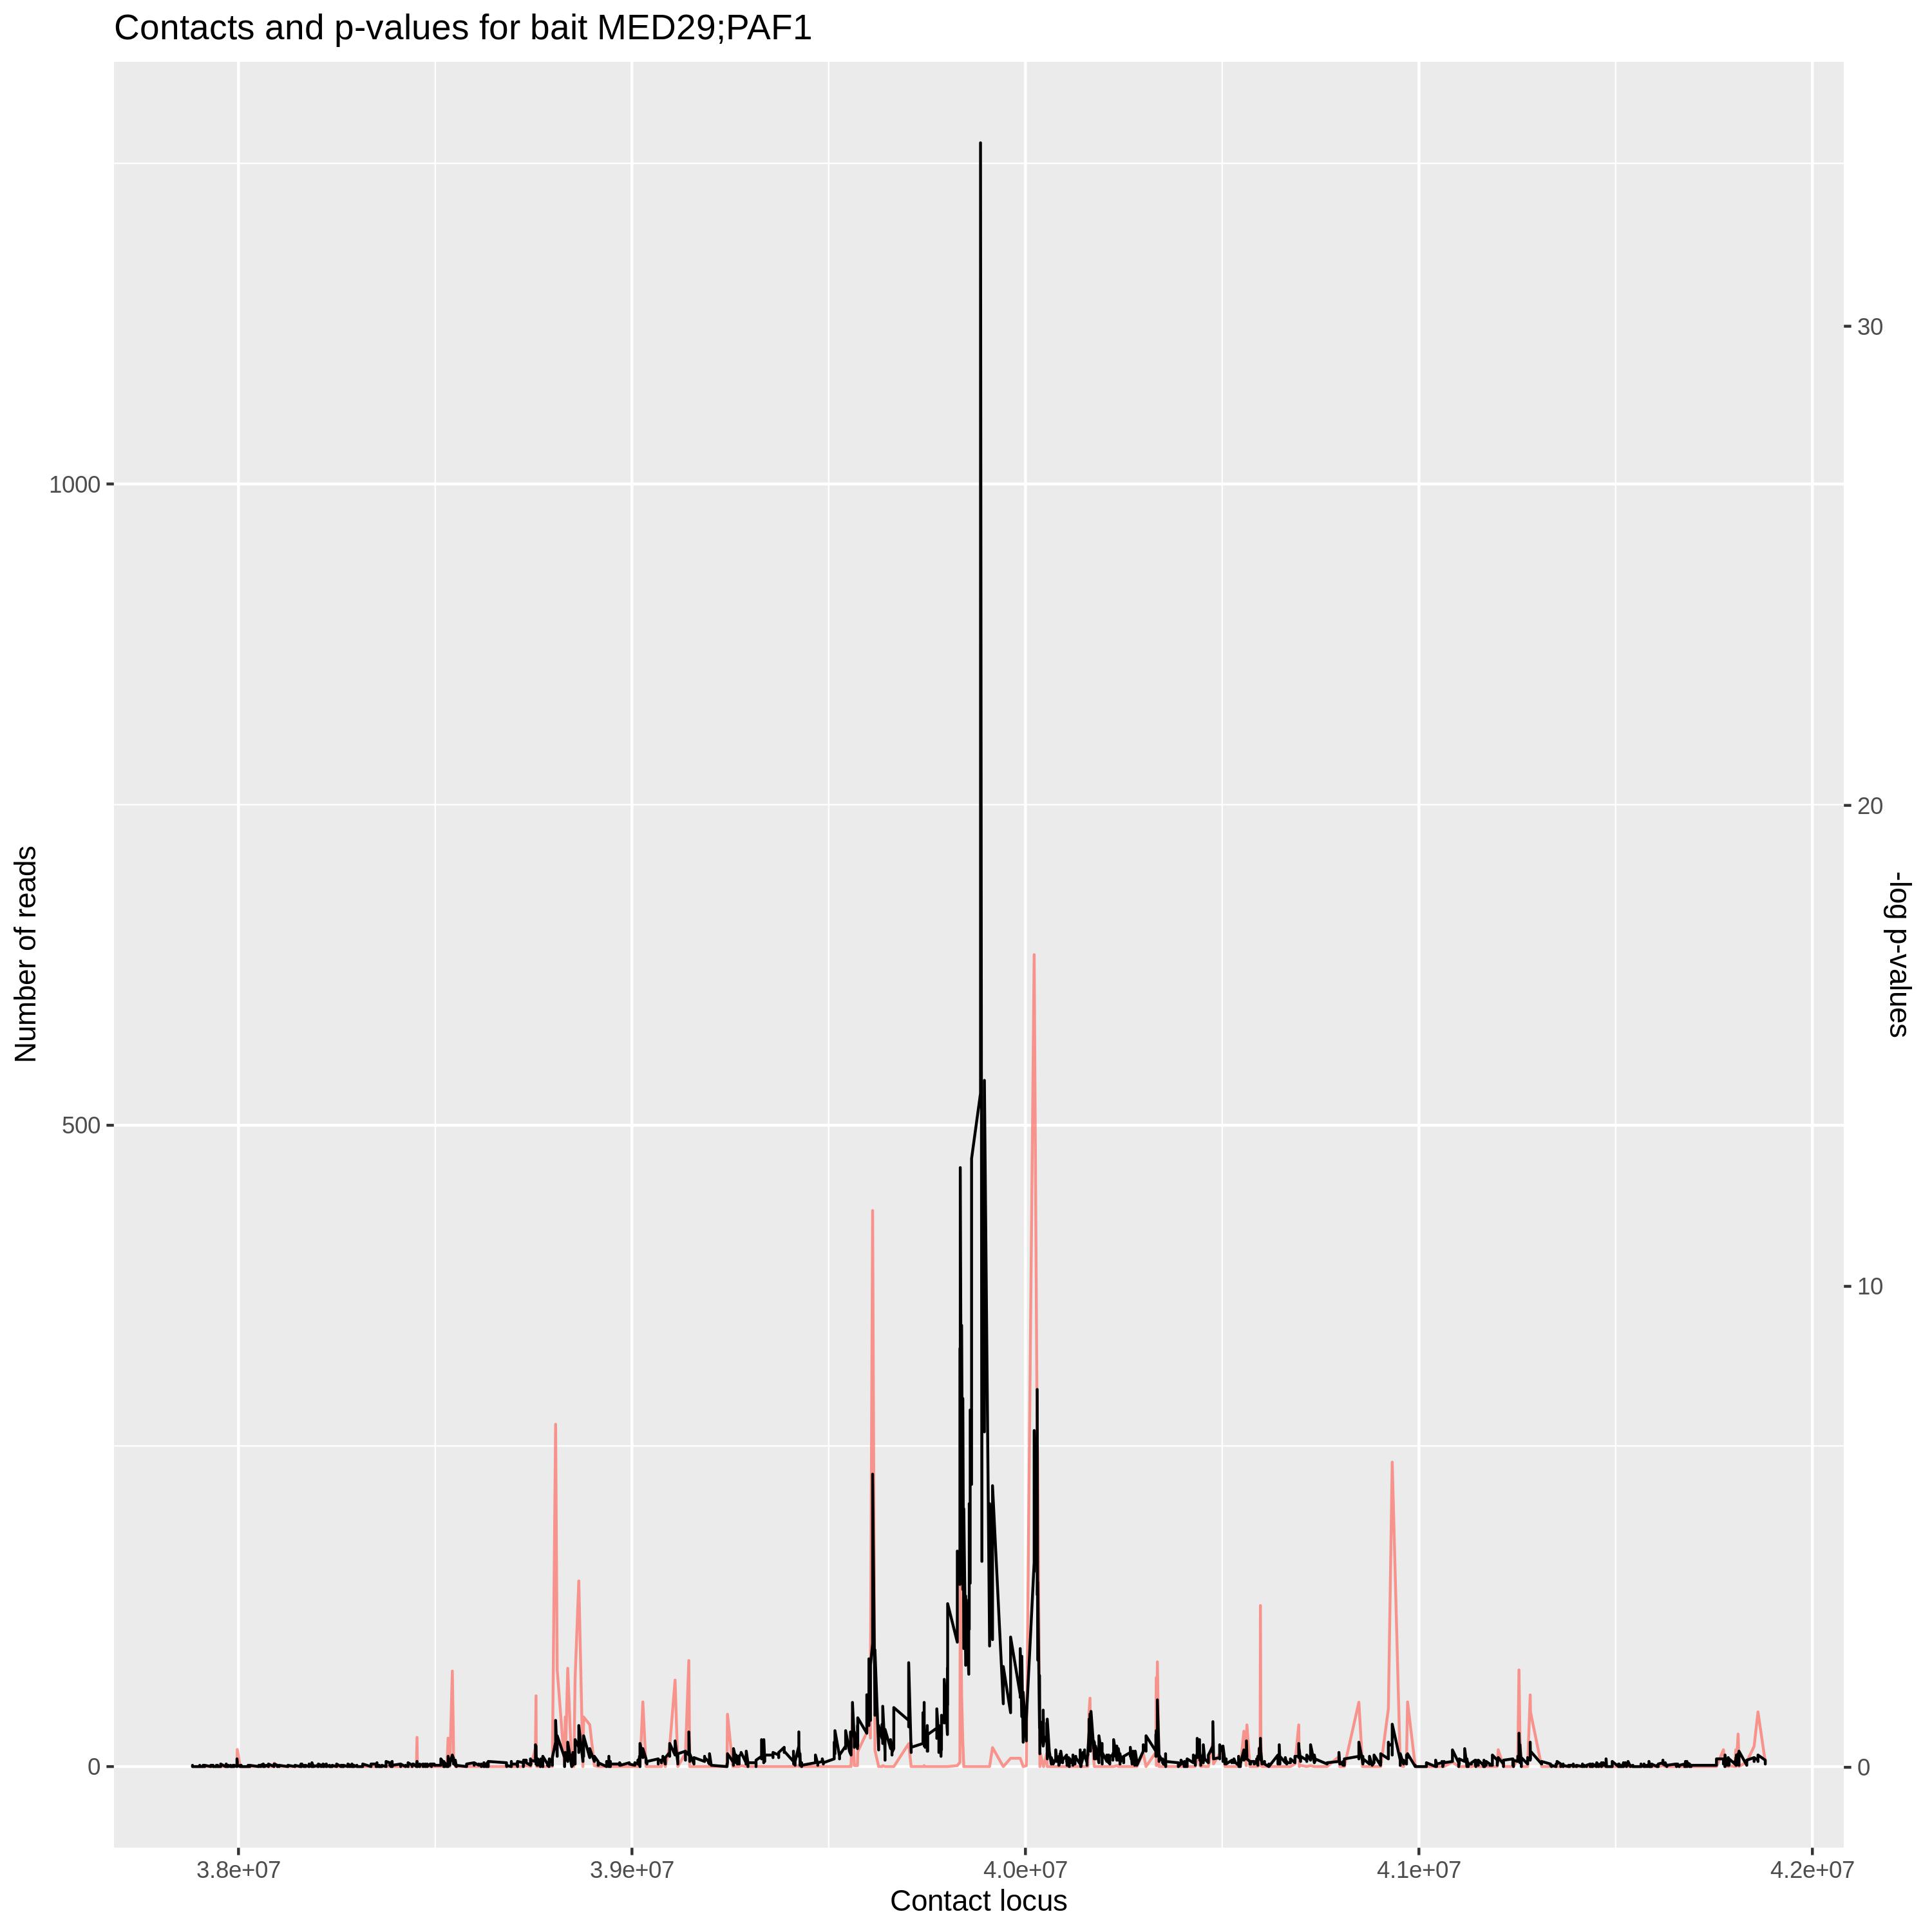 Contacts and p-values for bait MED29;PAF1
Number of reads
1000
500
0
30
20
10
0
-log p-values
3.8e+07
3.9e+07
4.0e+07
4.1e+07
4.2e+07
Contact locus